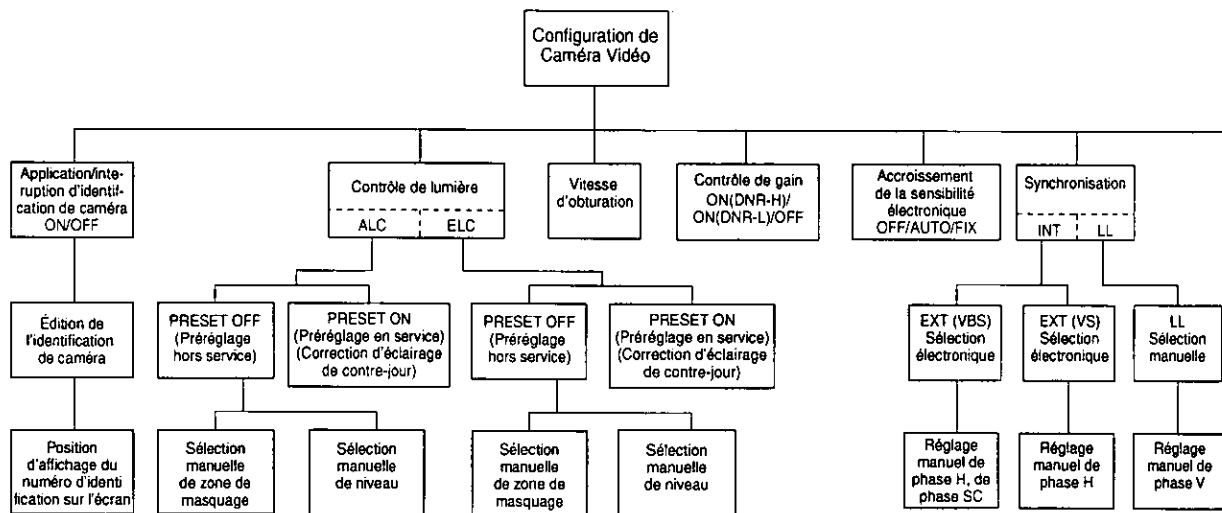 Configuration de
Caméra Vidéo
Application/inte-
ruption d'identif-
cation de caméra
ON/OFF
Contrôle de lumière
ALC
ELC
Vitesse
d'obturation
Contrôle de gain
ON(DNR-H)/
ON(DNR-L)/OFF
Accroissement
de la sensibilité
électronique
OFF/AUTO/FIX
Synchronisation
INT
LL
Édition de
l'identification
de caméra
PRESET OFF
(Préréglage
hors service)
PRESET ON
(Préréglage en service)
(Correction d'éclairage
de contre-jour)
PRESET OFF
(Préréglage
hors service)
PRESET ON
(Préréglage en service)
(Correction d'éclairage
de contre-jour)
EXT (VBS)
Sélection
électronique
EXT (VS)
Sélection
électronique
LL
Sélection
manuelle
Position
d'affichage du
numéro d'identi
fication sur l'écran
Sélection
manuelle
de zone de
masquage
Sélection
manuelle
de niveau
Sélection
manuelle
de zone de
masquage
Sélection
manuelle
de niveau
Réglage
manuel de
phase H, de
phase SC
Réglage
manuel de
phase H
Réglage
manuel de
phase V